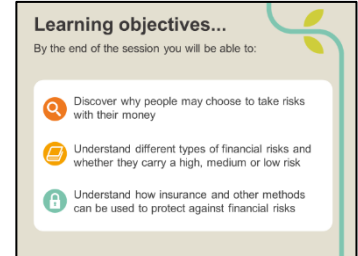 Learning objectives...
By the end of the session you will be able to:
Discover why people may choose to take risks
with their money
Understand different types of financial risks and
whether they carry a high, medium or low risk
Understand how insurance and other methods
can be used to protect against financial risks